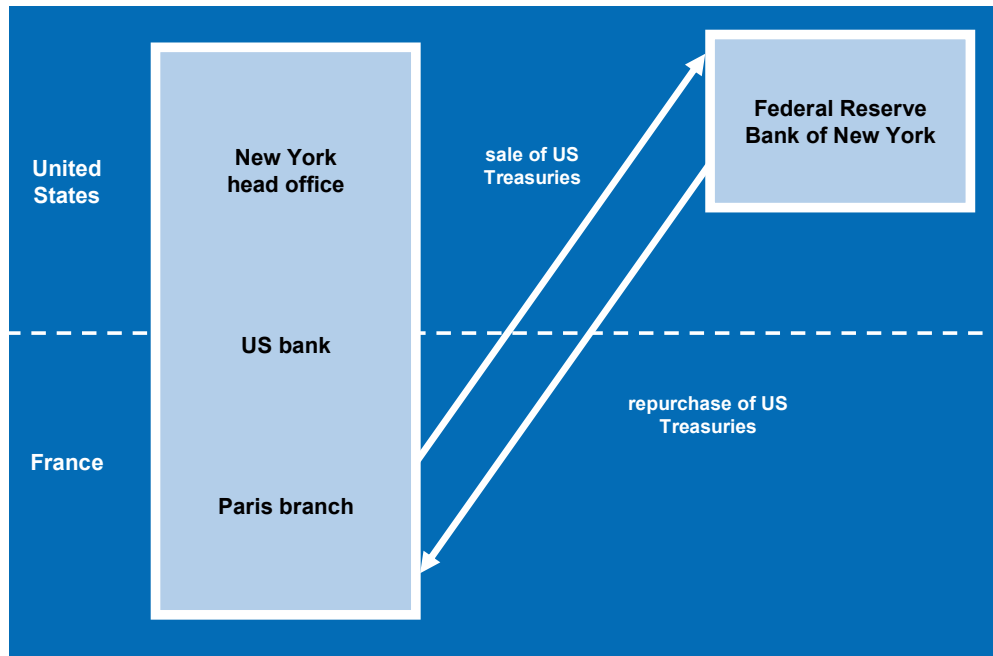 Federal Reserve
Bank of New York
New York
head office
sale of US
Treasuries
United
States
US bank
repurchase of US
Treasuries
France
Paris branch